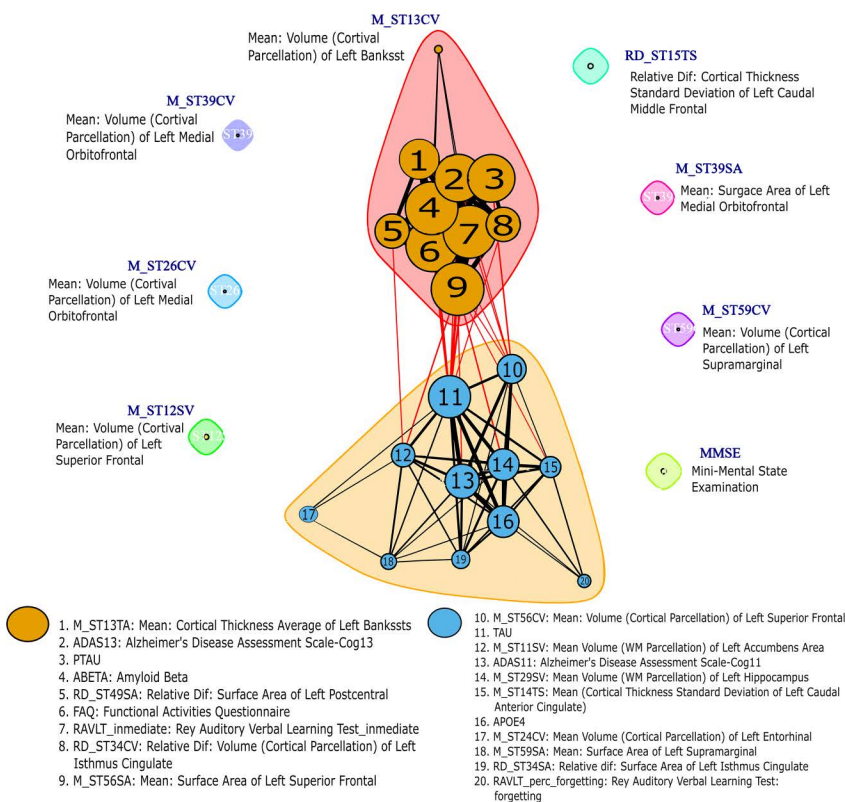 M_ST13CV
Mean: Volume (Cortival
Parcellation) of Left Banksst
RD_ST15TS
Relative Dif: Cortical Thickness
Standard Deviation of Left Caudal
Middle Frontal
M_ST39CV
Mean: Volume (Cortival
Parcellation) of Left Medial
Orbitofrontal
ST39
M_ST39SA
Mean: Surgace Area of Left
Medial Orbitofrontal
ST39
M_ST26CV
Mean: Volume (Cortival
Parcellation) of Left Medial
Orbitofrontal
ST26
M_ST59CV
Mean: Volume (Cortical
Parcellation) of Left
Supramarginal
ST59
M_ST12SV
Mean: Volume (Cortival
Parcellation) of Left
Superior Frontal
ST12
MMSE
Mini-Mental State
Examination
1
2
3
4
5
6
7
8
9
10
11
12
13
14
15
16
17
18
19
20
1. M_ST13TA: Mean: Cortical Thickness Average of Left Bankssts
2. ADAS13: Alzheimer's Disease Assessment Scale-Cog13
3. PTAU
4. ABETA: Amyloid Beta
5. RD_ST49SA: Relative Dif: Surface Area of Left Postcentral
6. FAQ: Functional Activities Questionnaire
7. RAVLT_inmediate: Rey Auditory Verbal Learning Test_inmediate
8. RD_ST34CV: Relative Dif: Volume (Cortical Parcellation) of Left
Isthmus Cingulate
9. M_ST56SA: Mean: Surface Area of Left Superior Frontal
10. M_ST56CV: Mean: Volume (Cortical Parcellation) of Left Superior Frontal
11. TAU
12. M_ST11SV: Mean Volume (WM Parcellation) of Left Accumbens Area
13. ADAS11: Alzheimer's Disease Assessment Scale-Cog11
14. M_ST29SV: Mean Volume (WM Parcellation) of Left Hippocampus
15. M_ST14TS: Mean (Cortical Thickness Standard Deviation of Left Caudal
Anterior Cingulate)
16. APOE4
17. M_ST24CV: Mean Volume (Cortical Parcellation) of Left Entorhinal
18. M_ST59SA: Mean: Surface Area of Left Supramarginal
19. RD_ST34SA: Relative dif: Surface Area of Left Isthmus Cingulate
20. RAVLT_perc_forgetting: Rey Auditory Verbal Learning Test:
forgetting